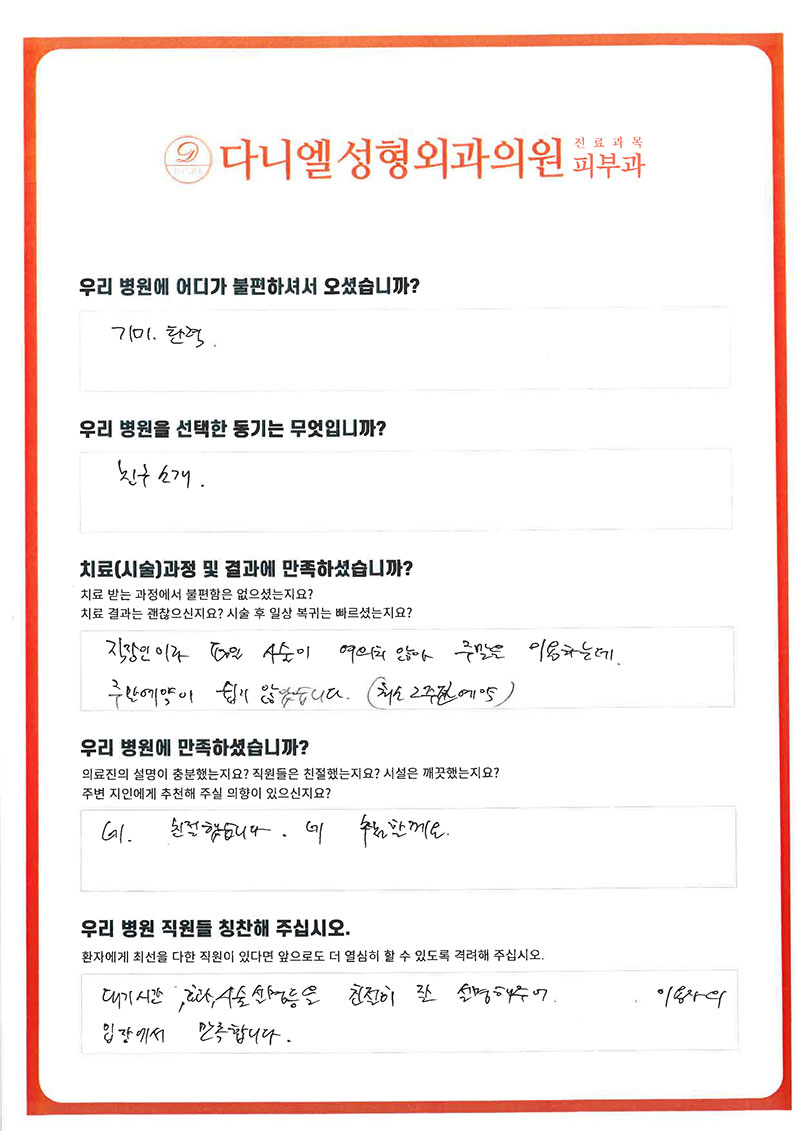 다니엘성형외과의원
진료과목
피부과
우리 병원에 어디가 불편하셔서 오셨습니까?
기미. 탄력.
우리 병원을 선택한 동기는 무엇입니까?
친구 소개.
치료(시술)과정 및 결과에 만족하셨습니까?
치료 받는 과정에서 불편함은 없으셨는지요?
치료 결과는 괜찮으신지요? 시술 후 일상 복귀는 빠르셨는지요?
직장인이라 평일 시술이 여의치 않아 주말을 이용하는데
주말예약이 쉽지 않았습니다. (최소 2주전 예약)
우리 병원에 만족하셨습니까?
의료진의 설명이 충분했는지요? 직원들은 친절했는지요? 시설은 깨끗했는지요?
주변 지인에게 추천해 주실 의향이 있으신지요?
네. 친절합습니다. 네 추천할께요.
우리 병원 직원들 칭찬해 주십시오.
환자에게 최선을 다한 직원이 있다면 앞으로도 더 열심히 할 수 있도록 격려해 주십시오.
대기시간, 효과, 시술설명등을 친절히 잘 설명해주어. 이용자의
입장에서 만족합니다.